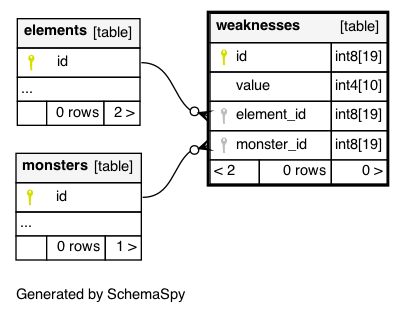 elements [table]
id
...
0 rows 2 >
monsters [table]
id
...
0 rows 1 >
weaknesses [table]
id int8[19]
value int4[10]
element_id int8[19]
monster_id int8[19]
< 2 0 rows 0 >
Generated by SchemaSpy